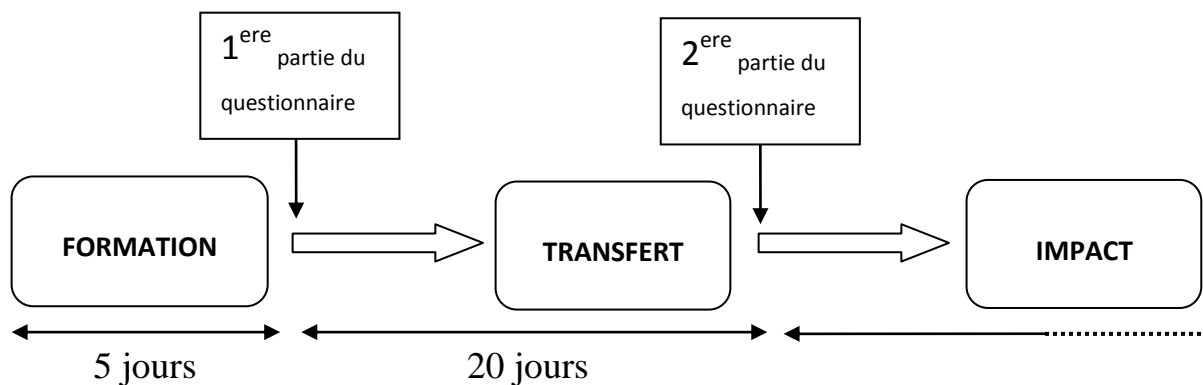 1ere partie du
questionnaire
2ere partie du
questionnaire
FORMATION
TRANSFERT
IMPACT
5 jours
20 jours